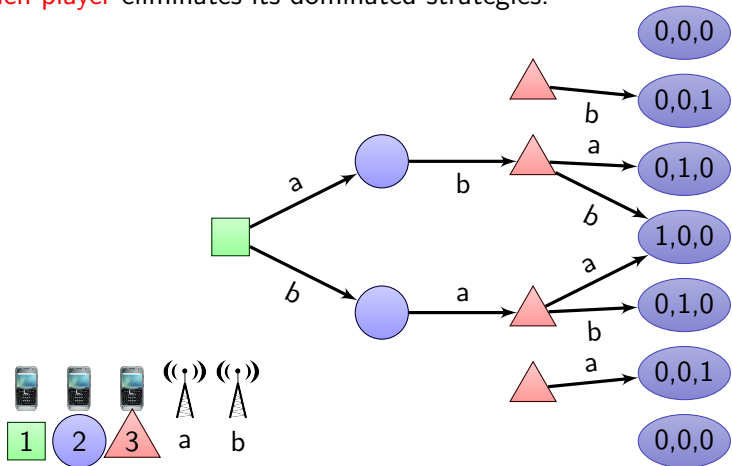 player eliminates its dominated strategies.
0,0,0
0,0,1
b
a
0,1,0
a
b
b
1,0,0
b
a
a
0,1,0
b
a
0,0,1
1 2 3 a b
0,0,0